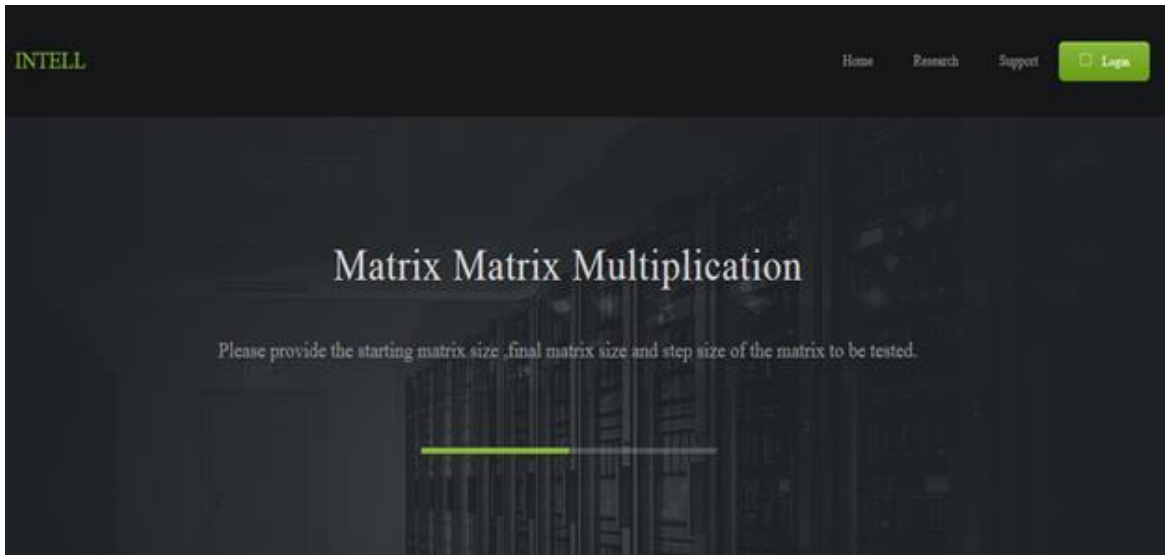 INTELL
Home Research Support Login
Matrix Matrix Multiplication
Please provide the starting matrix size ,final matrix size and step size of the matrix to be tested.